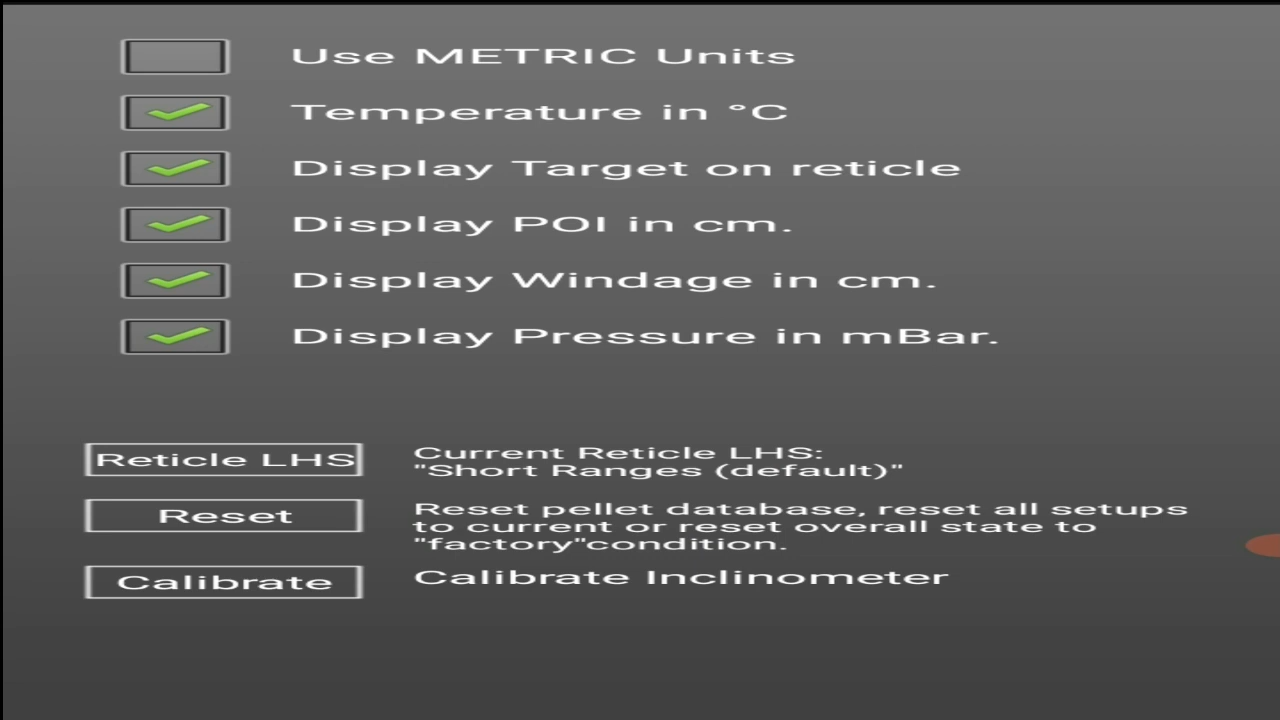 Use METRIC Units
Temperature in °C
Display Target on reticle
Display POI in cm.
Display Windage in cm.
Display Pressure in mBar.
Reticle LHS
Current Reticle LHS:
"Short Ranges (default)"
Reset
Reset pellet database, reset all setups
to current or reset overall state to
"factory"condition.
Calibrate
Calibrate Inclinometer